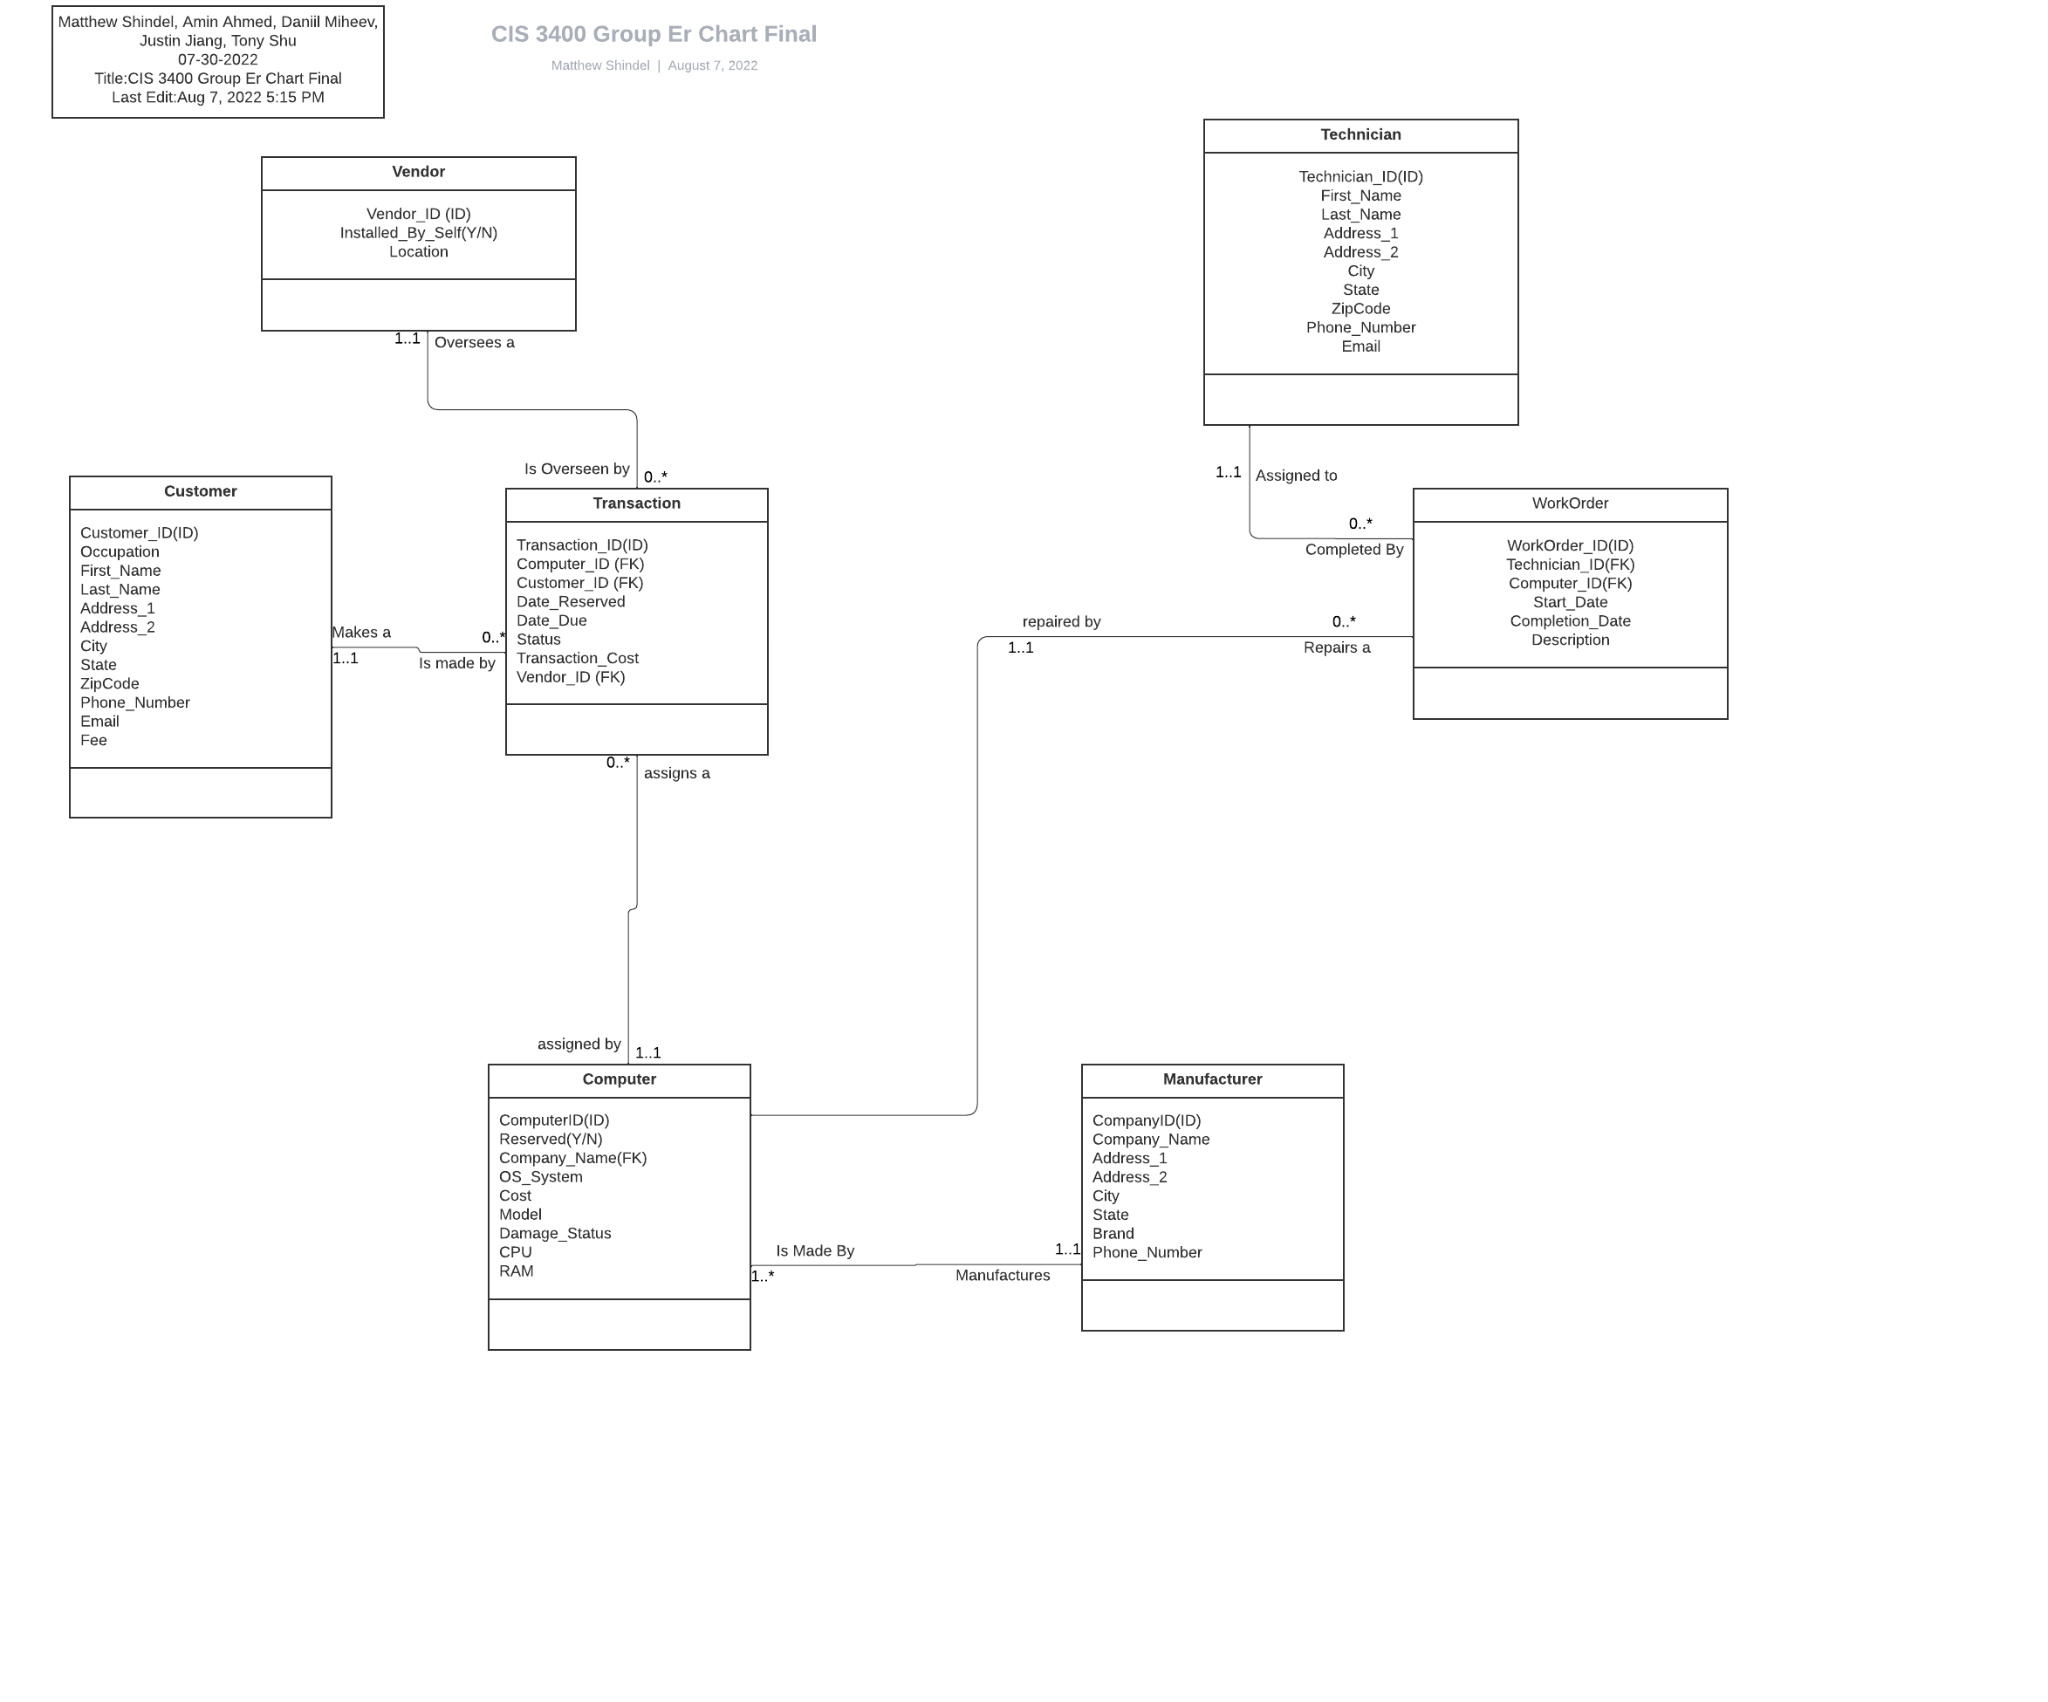 Matthew Shindel, Amin Ahmed, Daniil Miheev,
Justin Jiang, Tony Shu
07-30-2022
Title:CIS 3400 Group Er Chart Final
Last Edit:Aug 7, 2022 5:15 PM
CIS 3400 Group Er Chart Final
Matthew Shindel | August 7, 2022
Vendor
Vendor_ID (ID)
Installed_By_Self(Y/N)
Location
1..1
Oversees a
Is Overseen by
0..*
Technician
Technician_ID(ID)
First_Name
Last_Name
Address_1
Address_2
City
State
ZipCode
Phone_Number
Email
1..1
Assigned to
0..*
Completed By
Customer
Customer_ID(ID)
Occupation
First_Name
Last_Name
Address_1
Address_2
City
State
ZipCode
Phone_Number
Email
Fee
Makes a
1..1
0..*
Is made by
Transaction
Transaction_ID(ID)
Computer_ID (FK)
Customer_ID (FK)
Date_Reserved
Date_Due
Status
Transaction_Cost
Vendor_ID (FK)
0..*
assigns a
WorkOrder
WorkOrder_ID(ID)
Technician_ID(FK)
Computer_ID(FK)
Start_Date
Completion_Date
Description
repaired by
1..1
0..*
Repairs a
assigned by
1..1
Computer
ComputerID(ID)
Reserved(Y/N)
Company_Name(FK)
OS_System
Cost
Model
Damage_Status
CPU
RAM
Is Made By
1..*
1..1
Manufactures
Manufacturer
CompanyID(ID)
Company_Name
Address_1
Address_2
City
State
Brand
Phone_Number